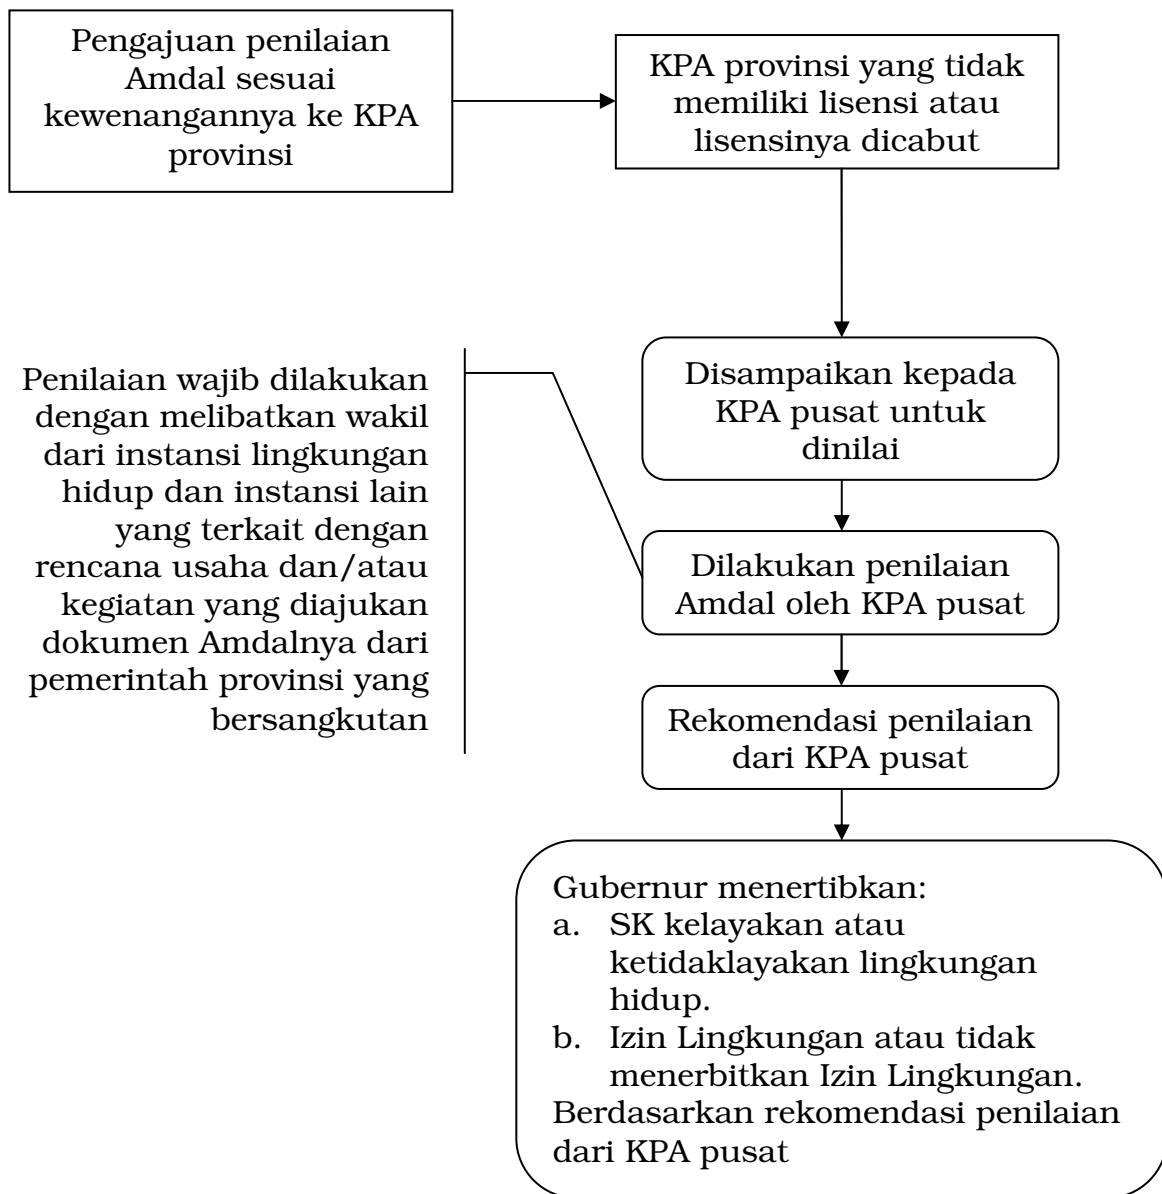 Pengajuan penilaian
Amdal sesuai
kewenangannya ke KPA
provinsi
KPA provinsi yang tidak
memiliki lisensi atau
lisensinya dicabut
Disampaikan kepada
KPA pusat untuk
dinilai
Penilaian wajib dilakukan
dengan melibatkan wakil
dari instansi lingkungan
hidup dan instansi lain
yang terkait dengan
rencana usaha dan/atau
kegiatan yang diajukan
dokumen Amdalnya dari
pemerintah provinsi yang
bersangkutan
Dilakukan penilaian
Amdal oleh KPA pusat
Rekomendasi penilaian
dari KPA pusat
Gubernur menertibkan:
a. SK kelayakan atau
ketidaklayakan lingkungan
hidup.
b. Izin Lingkungan atau tidak
menerbitkan Izin Lingkungan.
Berdasarkan rekomendasi penilaian
dari KPA pusat